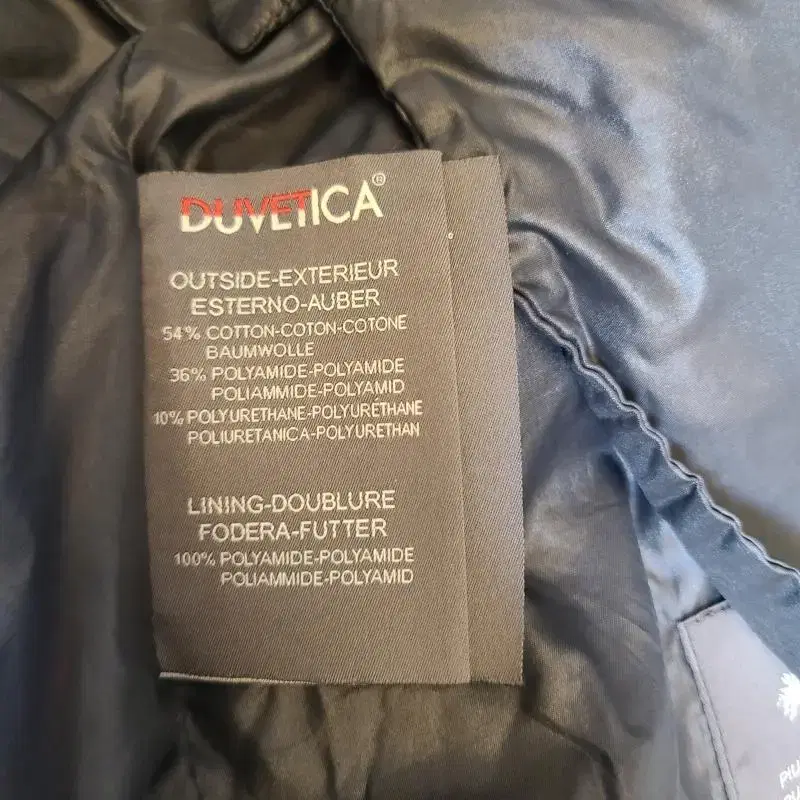 DUVETICA®
OUTSIDE-EXTERIEUR
ESTERNO-AUBER
54% COTTON-COTON-COTONE
BAUMWOLLE
36% POLYAMIDE-POLYAMIDE
POLIAMMIDE-POLYAMID
10% POLYURETHANE-POLYURÉTHANE
POLIURETANICA-POLYURETHAN
LINING-DOUBLURE
FODERA-FUTTER
100% POLYAMIDE-POLYAMIDE
POLIAMMIDE-POLYAMID